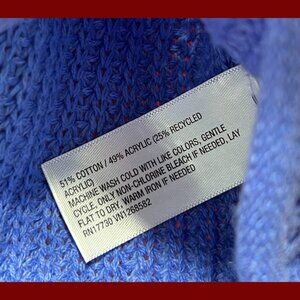 51% COTTON / 49% ACRYLIC (25% RECYCLED
ACRYLIC)
MACHINE WASH COLD WITH LIKE COLORS, GENTLE
CYCLE, ONLY NON-CHLORINE BLEACH IF NEEDED, LAY
FLAT TO DRY, WARM IRON IF NEEDED
RN17730 VN1268582